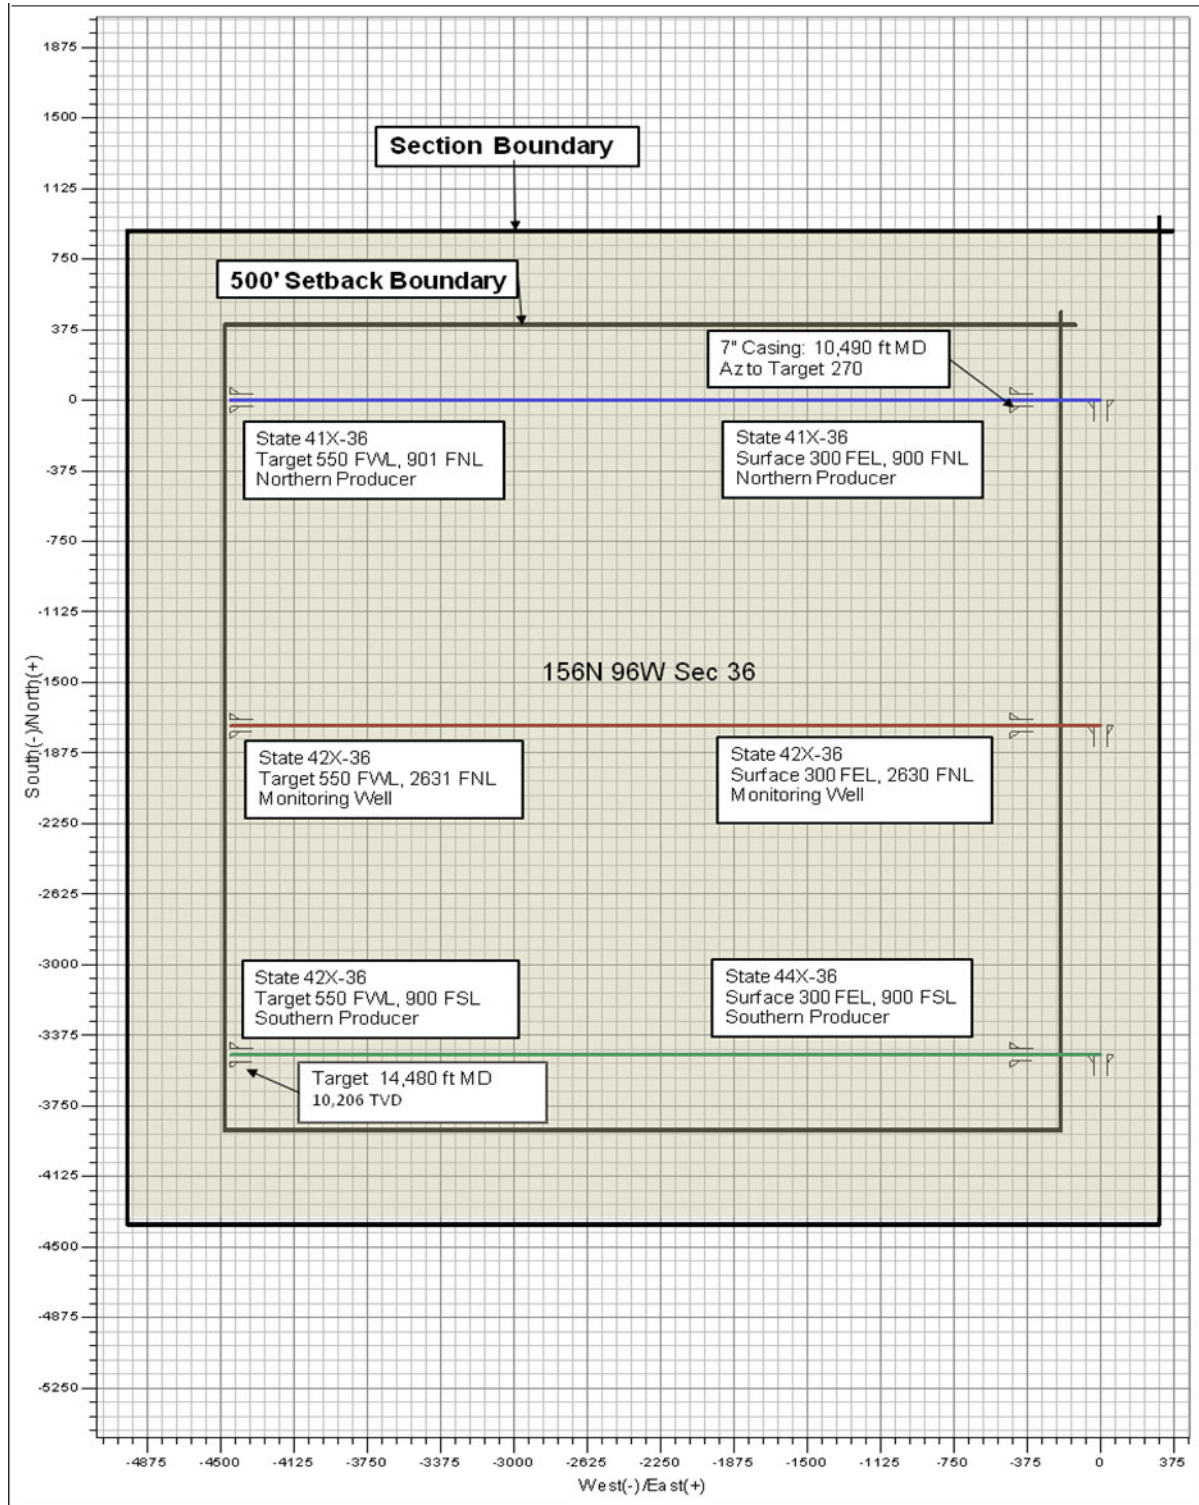 1875
1500
1125
750
375
0
-375
-750
-1125
-1500
-1875
-2250
-2625
-3000
-3375
-3750
-4125
-4500
-4875
-5250
South(-)/North(+)
Section Boundary
500' Setback Boundary
7" Casing: 10,490 ft MD
Az to Target 270
State 41X-36
Target 550 FWL, 901 FNL
Northern Producer
State 41X-36
Surface 300 FEL, 900 FNL
Northern Producer
156N 96W Sec 36
State 42X-36
Target 550 FWL, 2631 FNL
Monitoring Well
State 42X-36
Surface 300 FEL, 2630 FNL
Monitoring Well
State 42X-36
Target 550 FWL, 900 FSL
Southern Producer
State 44X-36
Surface 300 FEL, 900 FSL
Southern Producer
Target 14,480 ft MD
10,206 TVD
-4875 -4500 -4125 -3750 -3375 -3000 -2625 -2250 -1875 -1500 -1125 -750 -375 0 375
West(-)/East(+)